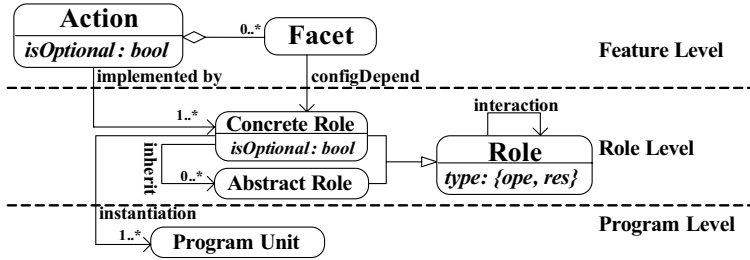 Action
isOptional : bool
0..*
Facet
Feature Level
implemented by
configDepend
1..*
Concrete Role
isOptional : bool
interaction
Role
type: {ope, res}
Role Level
inherit
0..*
Abstract Role
instantiation
Program Level
1..*
Program Unit